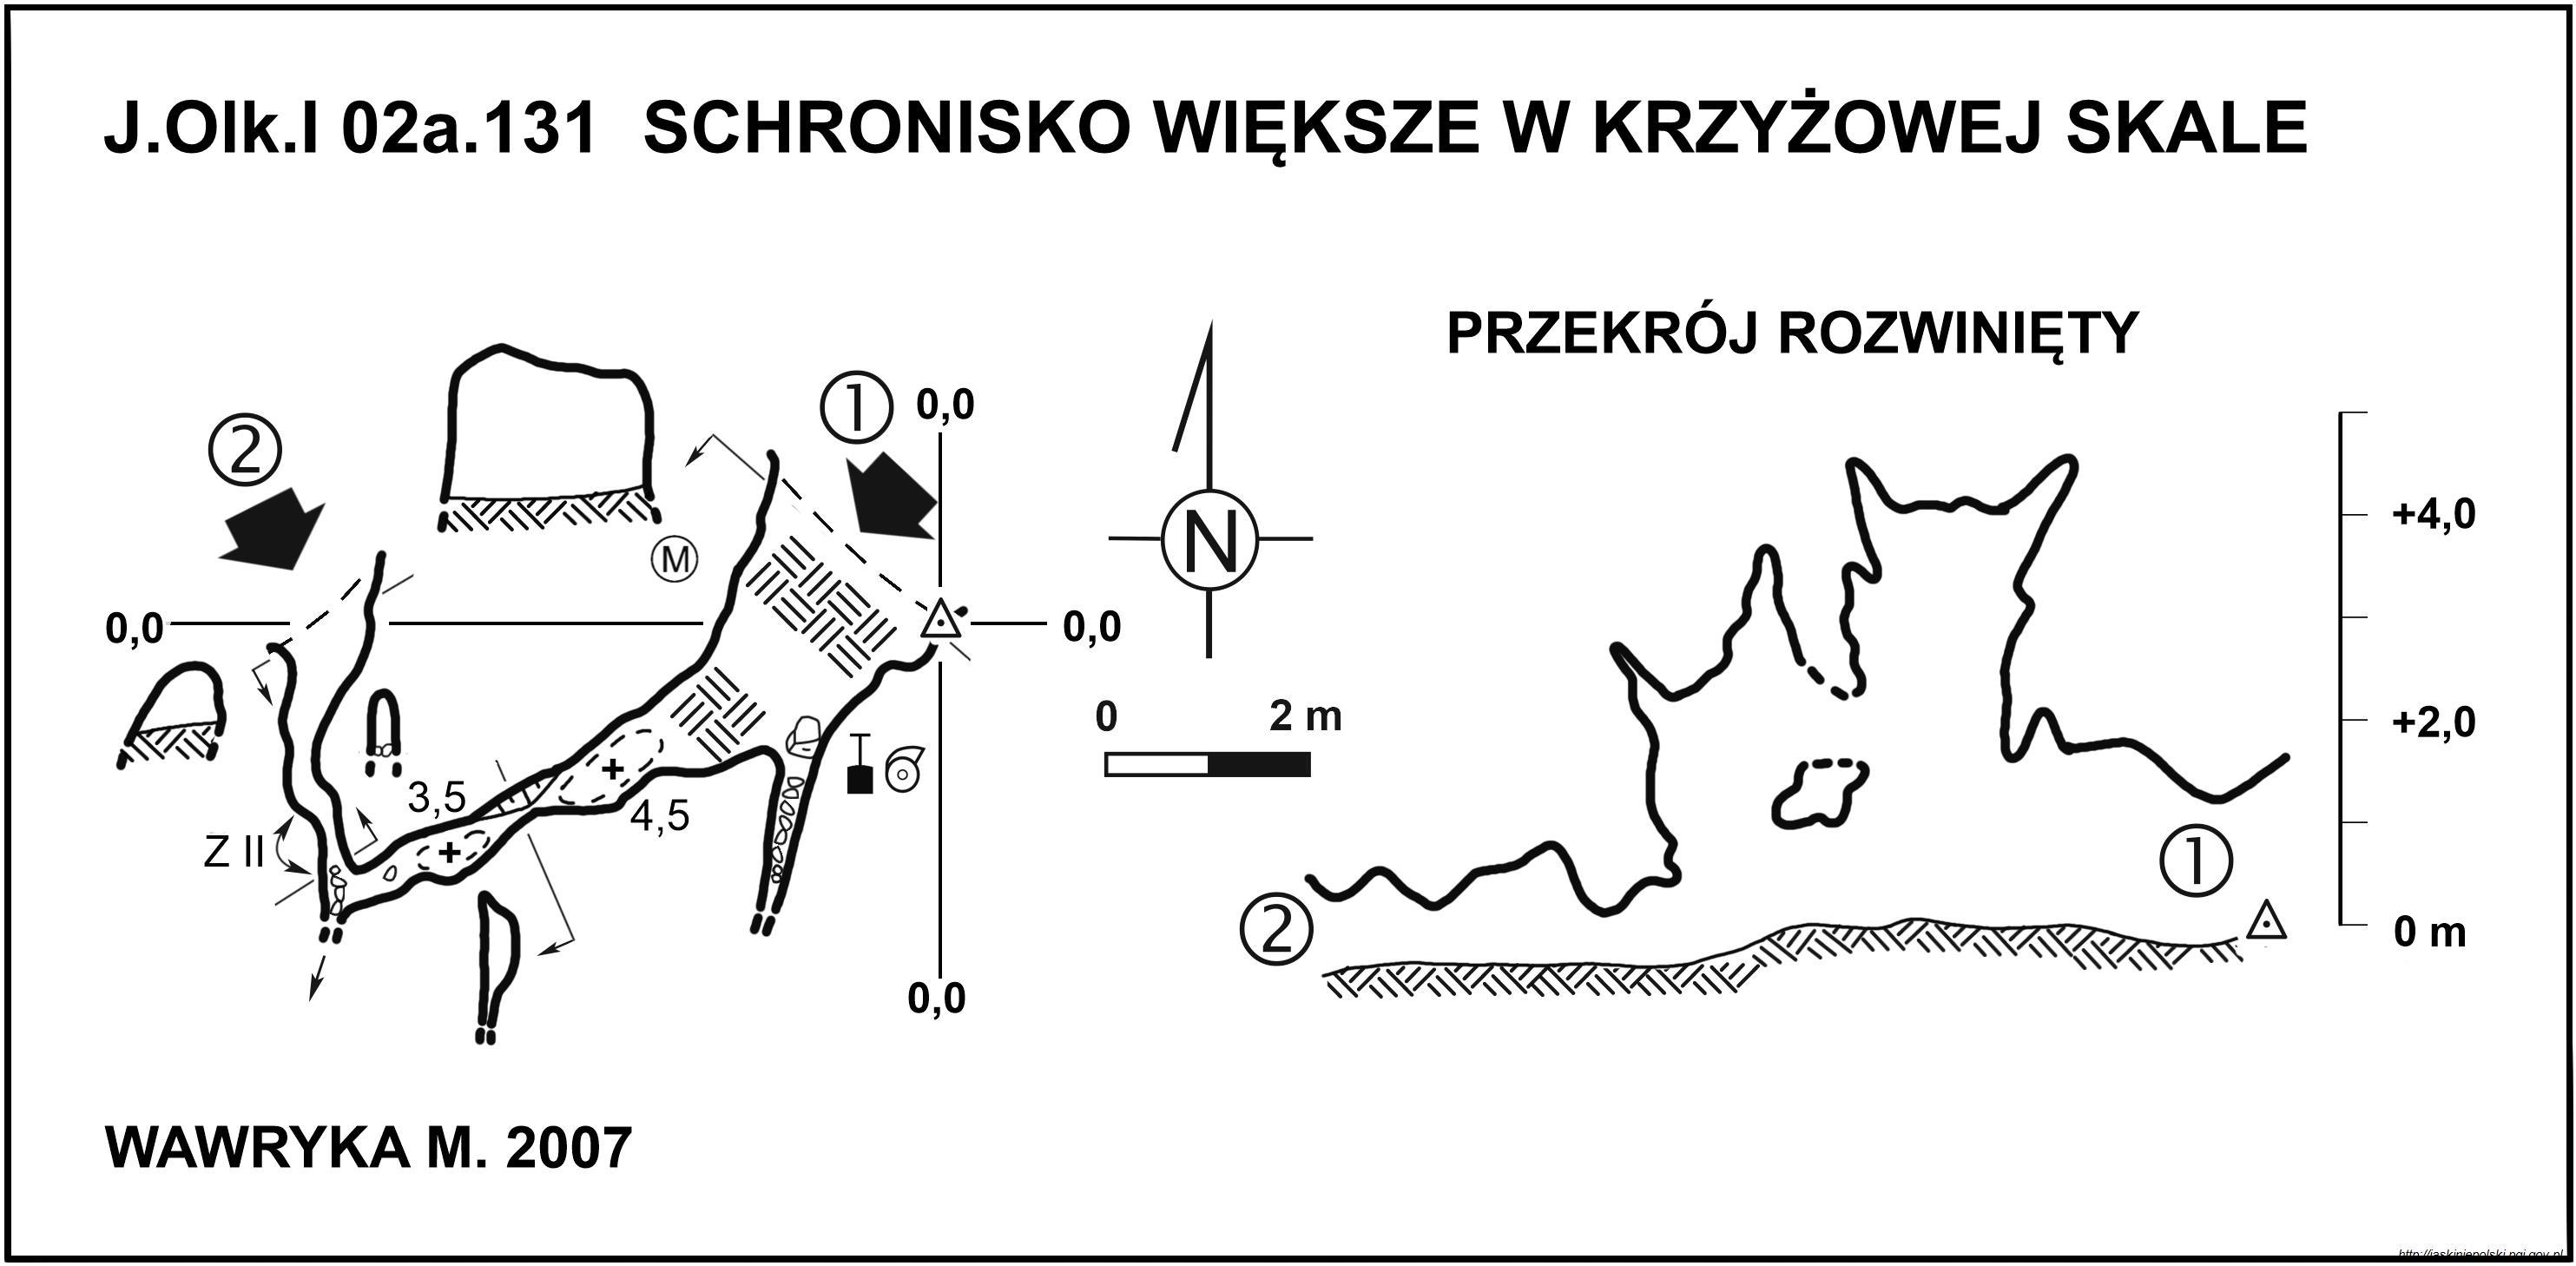 J.Olk.I 02a.131 SCHRONISKO WIĘKSZE W KRZYŻOWEJ SKALE
PRZEKRÓJ ROZWINIĘTY
1
0,0
2
M
N
0,0
0,0
+4,0
0
2 m
+2,0
3,5
4,5
Z II
1
2
0 m
0,0
WAWRYKA M. 2007
http://jaskiniepolski.pgi.gov.pl